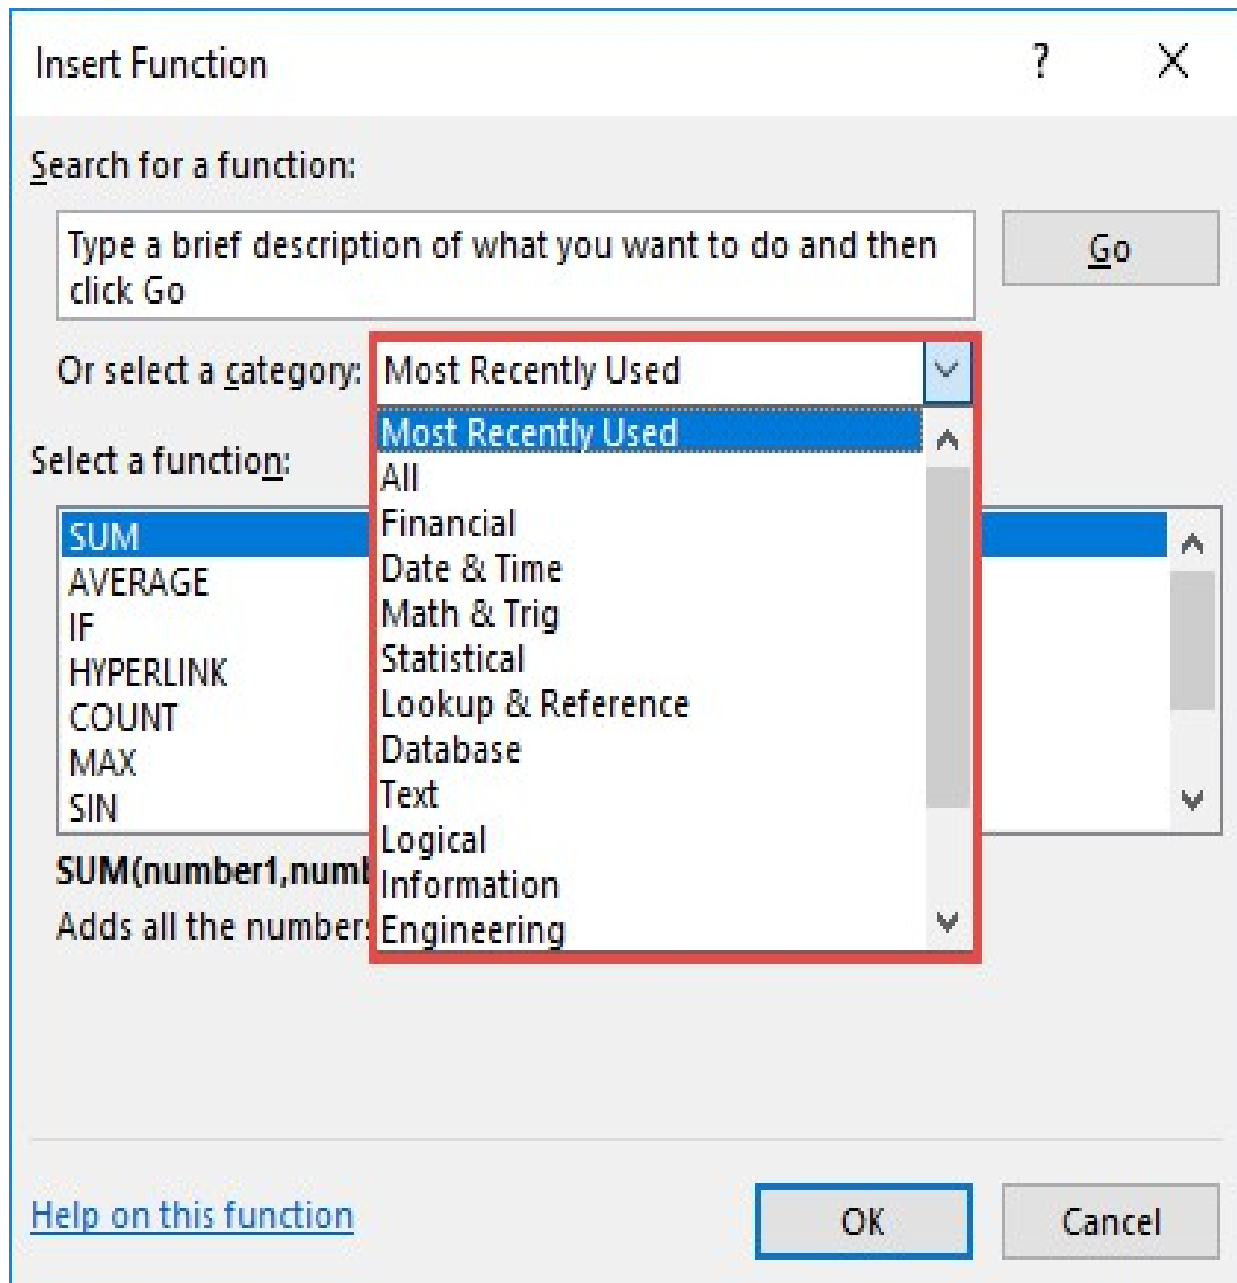 Insert Function
?
Search for a function:
Type a brief description of what you want to do and then
click Go
Go
Or select a category:
Most Recently Used
Most Recently Used
All
Financial
Date & Time
Math & Trig
Statistical
Lookup & Reference
Database
Text
Logical
Information
Engineering
Select a function:
SUM
AVERAGE
IF
HYPERLINK
COUNT
MAX
SIN
SUM(number1,numb
Adds all the number
Help on this function
OK
Cancel